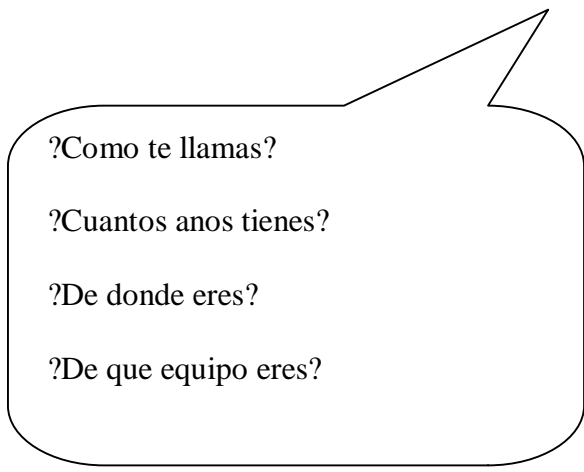 ?Como te llamas?
?Cuantos anos tienes?
?De donde eres?
?De que equipo eres?